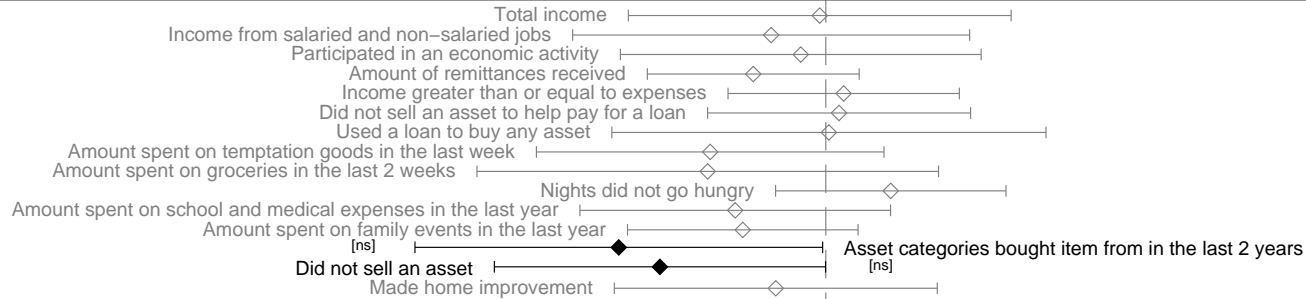 Total income
Income from salaried and non−salaried jobs
Participated in an economic activity
Amount of remittances received
Income greater than or equal to expenses
Did not sell an asset to help pay for a loan
Used a loan to buy any asset
Amount spent on temptation goods in the last week
Amount spent on groceries in the last 2 weeks
Nights did not go hungry
Amount spent on school and medical expenses in the last year
Amount spent on family events in the last year
[ns] Asset categories bought item from in the last 2 years
Did not sell an asset [ns]
Made home improvement